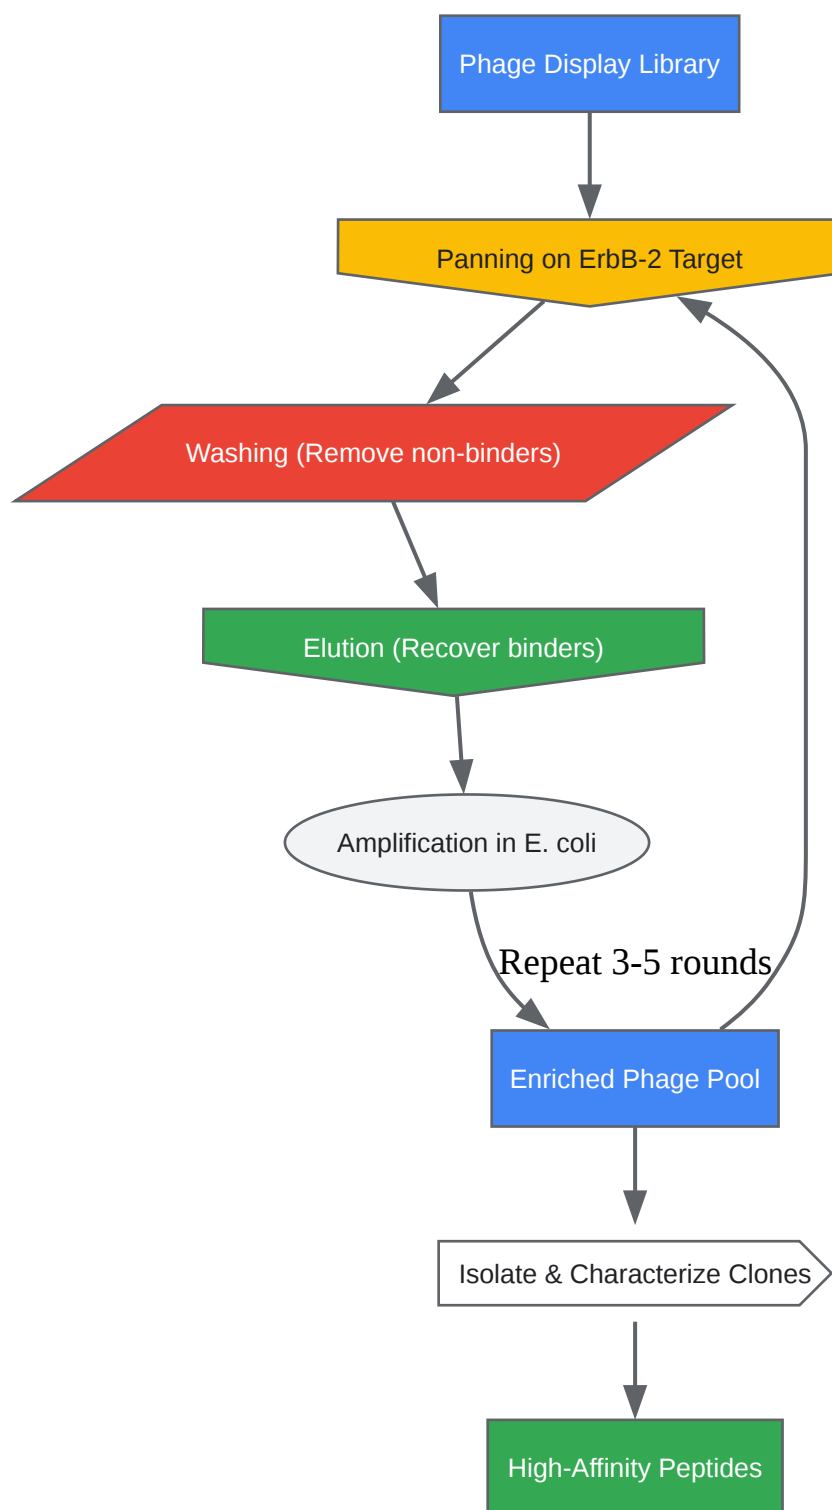 Phage Display Library
Panning on ErbB-2 Target
Washing (Remove non-binders)
Elution (Recover binders)
Amplification in E. coli
Repeat 3-5 rounds
Enriched Phage Pool
Isolate & Characterize Clones
High-Affinity Peptides